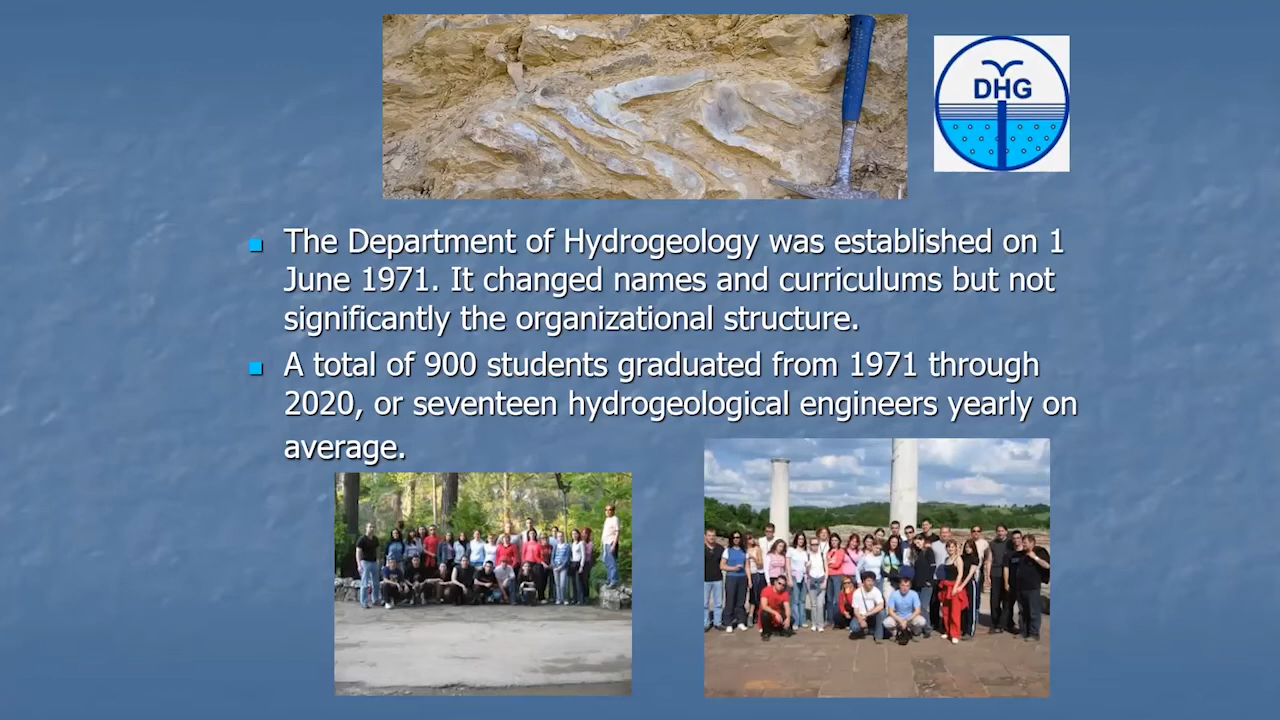 DHG
The Department of Hydrogeology was established on 1
June 1971. It changed names and curriculums but not
significantly the organizational structure.
A total of 900 students graduated from 1971 through
2020, or seventeen hydrogeological engineers yearly on
average.